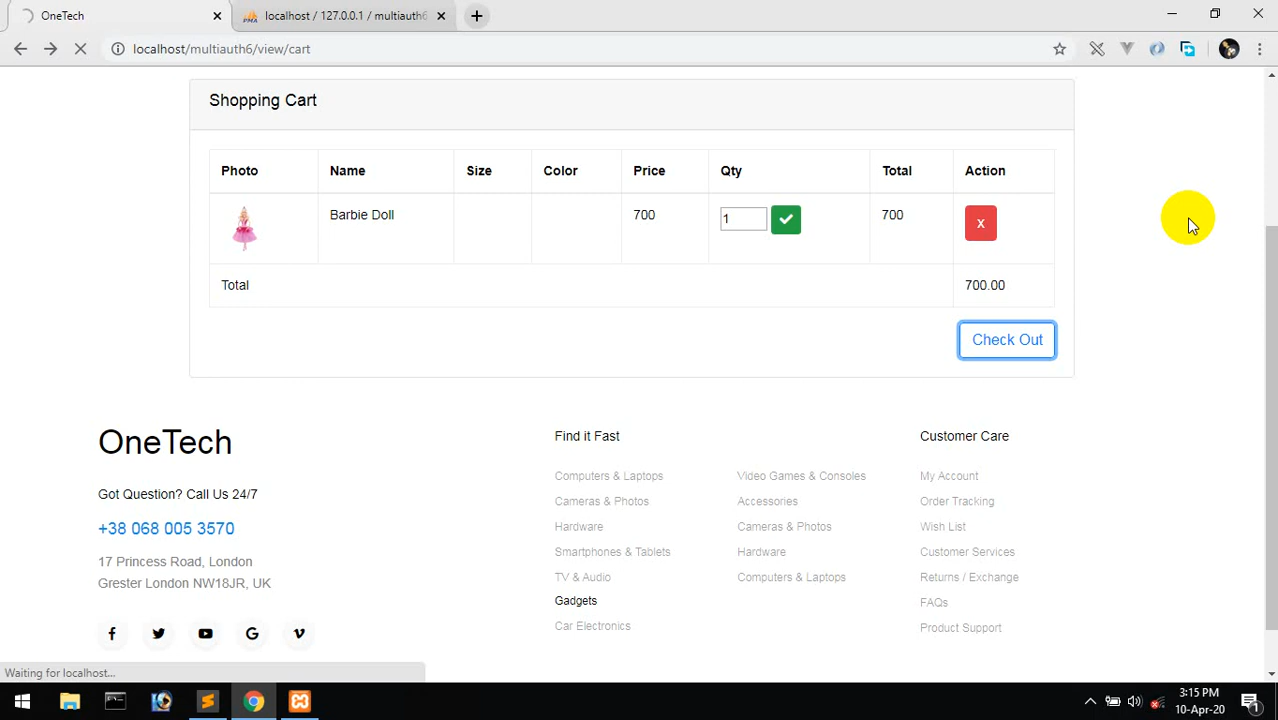 OneTech
localhost / 127.0.0.1 / multiauth6
localhost/multiauth6/view/cart
Shopping Cart
Photo Name Size Color Price Qty Total Action
Barbie Doll 700 1 700 x
Total 700.00
Check Out
OneTech
Got Question? Call Us 24/7
+38 068 005 3570
17 Princess Road, London
Grester London NW18JR, UK
Find it Fast
Computers & Laptops
Cameras & Photos
Hardware
Smartphones & Tablets
TV & Audio
Gadgets
Car Electronics
Video Games & Consoles
Accessories
Cameras & Photos
Hardware
Computers & Laptops
Customer Care
My Account
Order Tracking
Wish List
Customer Services
Returns / Exchange
FAQs
Product Support
Waiting for localhost...
3:15 PM
10-Apr-20
1